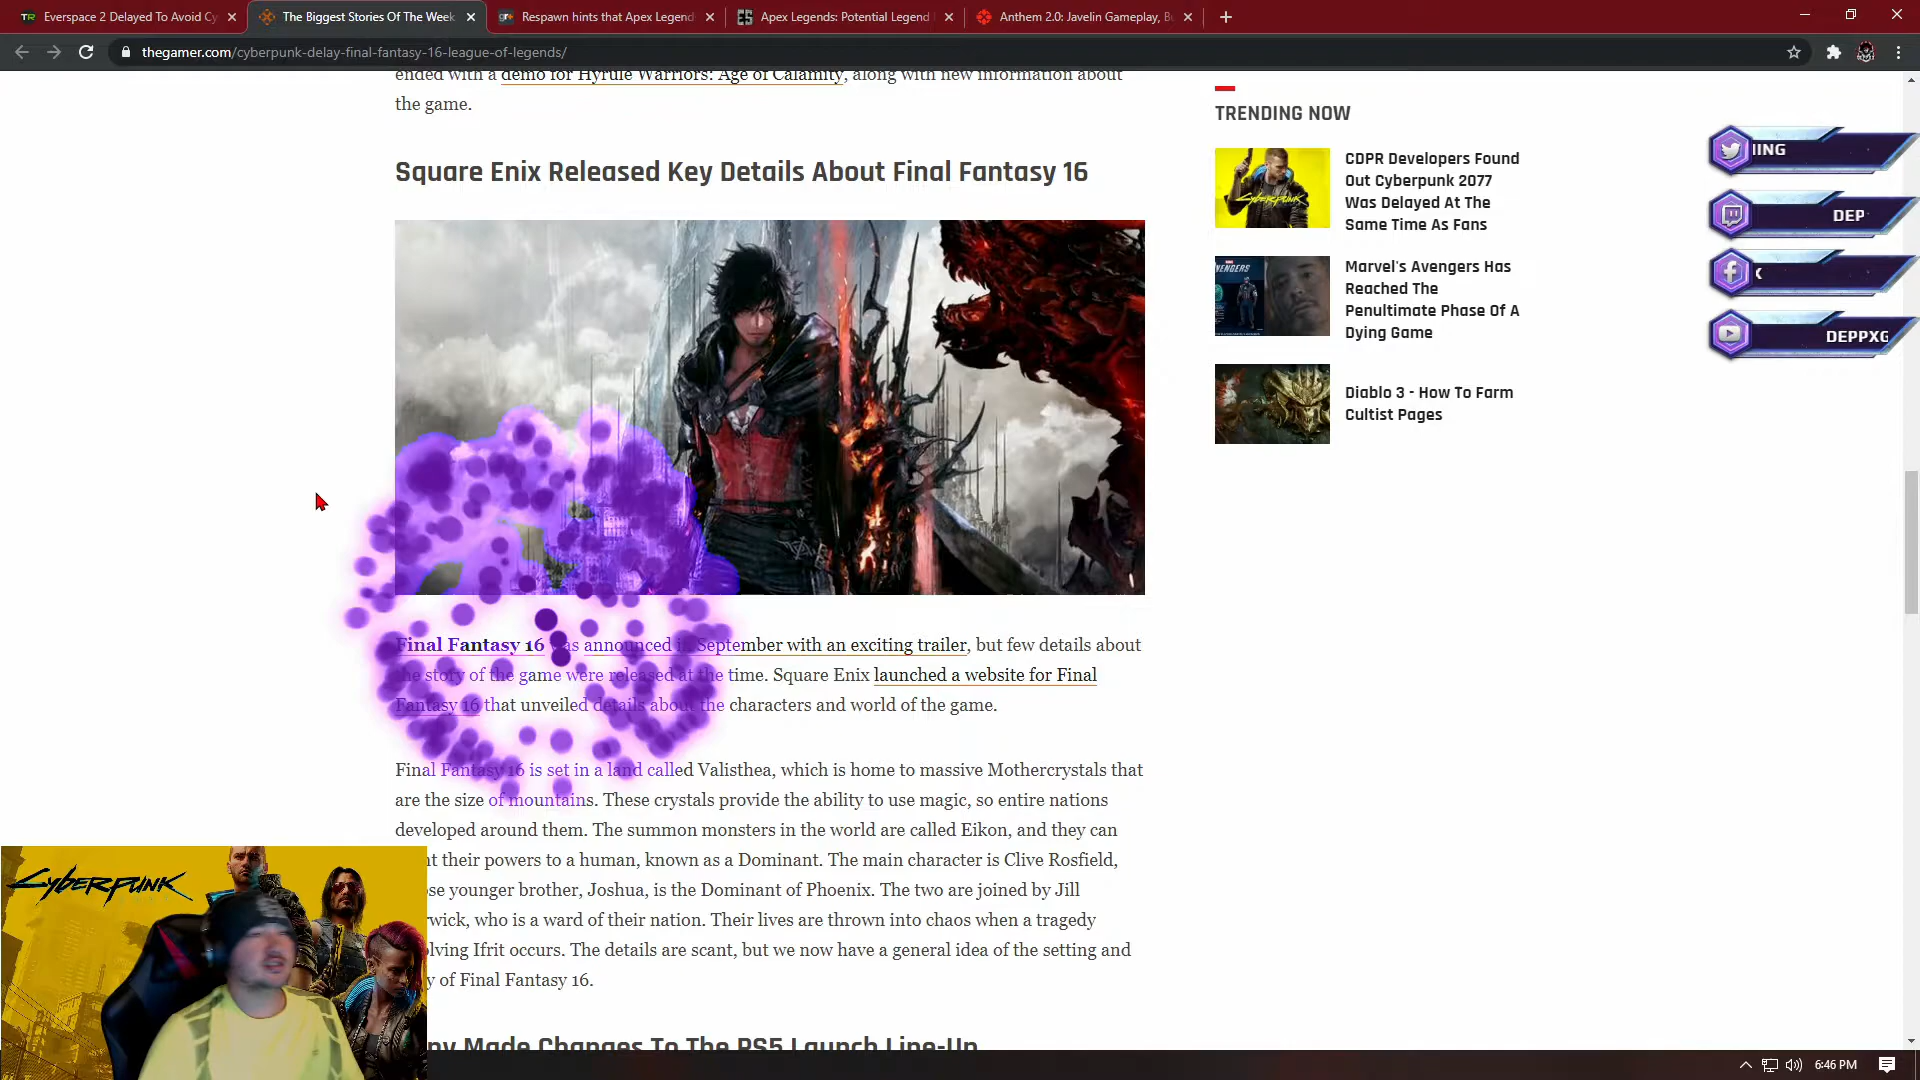 Everspace 2 Delayed To Avoid Cy
The Biggest Stories Of The Week
Respawn hints that Apex Legend
Apex Legends: Potential Legend
Anthem 2.0: Javelin Gameplay, B
thegamer.com/cyberpunk-delay-final-fantasy-16-league-of-legends/
ended with a demo for Hyrule Warriors: Age of Calamity, along with new information about
the game.
Square Enix Released Key Details About Final Fantasy 16
Final Fantasy 16 was announced in September with an exciting trailer, but few details about
the story of the game were released at the time. Square Enix launched a website for Final
Fantasy 16 that unveiled details about the characters and world of the game.
Final Fantasy 16 is set in a land called Valisthea, which is home to massive Mothercrystals that
are the size of mountains. These crystals provide the ability to use magic, so entire nations
developed around them. The summon monsters in the world are called Eikon, and they can
nt their powers to a human, known as a Dominant. The main character is Clive Rosfield,
se younger brother, Joshua, is the Dominant of Phoenix. The two are joined by Jill
rwick, who is a ward of their nation. Their lives are thrown into chaos when a tragedy
olving Ifrit occurs. The details are scant, but we now have a general idea of the setting and
y of Final Fantasy 16.
ny Made Changes To The PS5 Launch Line-Up
TRENDING NOW
CDPR Developers Found
Out Cyberpunk 2077
Was Delayed At The
Same Time As Fans
Marvel's Avengers Has
Reached The
Penultimate Phase Of A
Dying Game
Diablo 3 - How To Farm
Cultist Pages
ING
DEP
DEPPXG
CYBERPUNK
6:46 PM